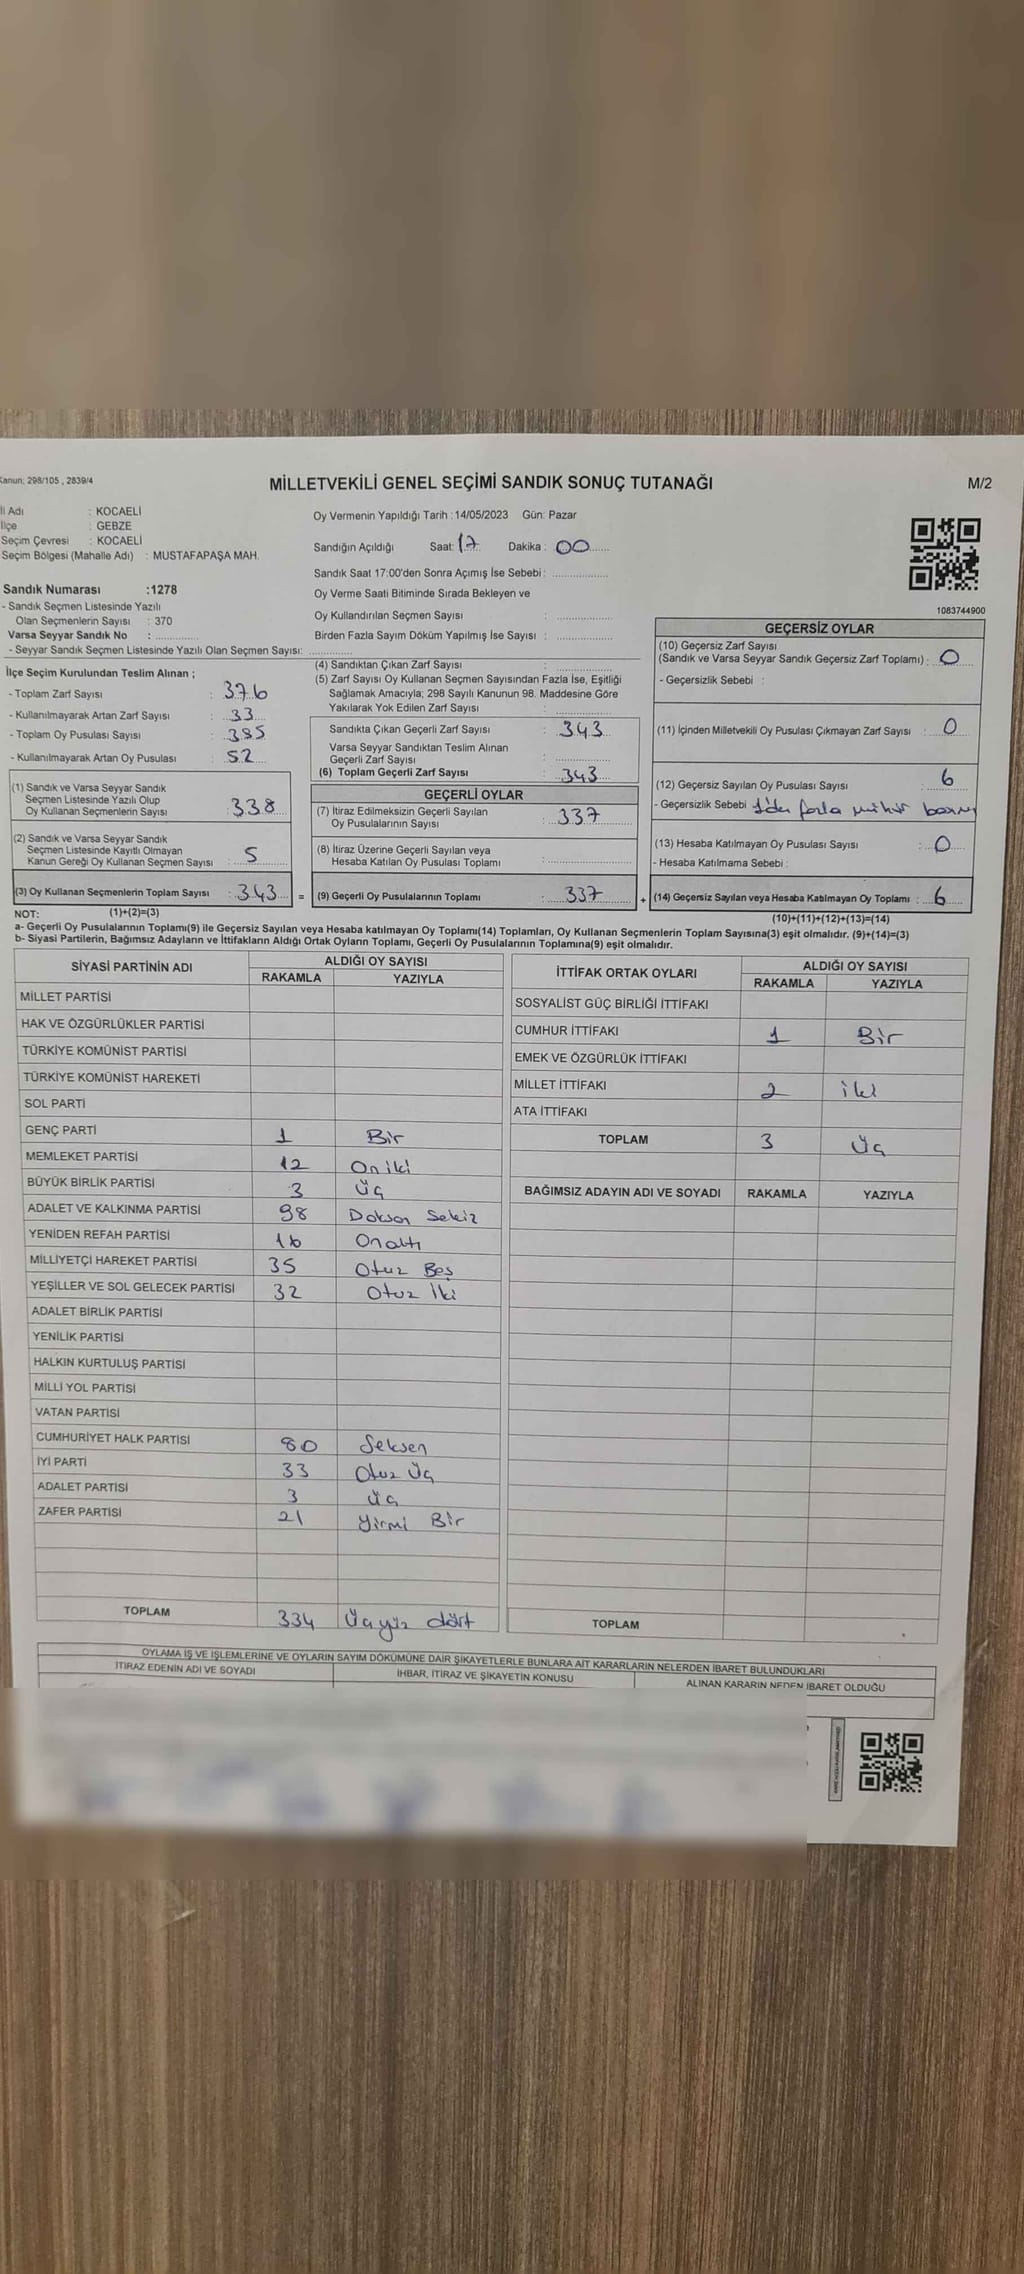 Kanun; 298/105 , 2839/4
MİLLETVEKİLİ GENEL SEÇİMİ SANDIK SONUÇ TUTANAĞI
M/2
İl Adı : KOCAELİ
İlçe : GEBZE
Seçim Çevresi : KOCAELİ
Seçim Bölgesi (Mahalle Adı) : MUSTAFAPAŞA MAH.
Sandık Numarası :1278
- Sandık Seçmen Listesinde Yazılı
Olan Seçmenlerin Sayısı : 370
Varsa Seyyar Sandık No : ..............
- Seyyar Sandık Seçmen Listesinde Yazılı Olan Seçmen Sayısı: ..............
İlçe Seçim Kurulundan Teslim Alınan ;
- Toplam Zarf Sayısı : 376
- Kullanılmayarak Artan Zarf Sayısı : 33
- Toplam Oy Pusulası Sayısı : 385
- Kullanılmayarak Artan Oy Pusulası : 52
(1) Sandık ve Varsa Seyyar Sandık
Seçmen Listesinde Yazılı Olup
Oy Kullanan Seçmenlerin Sayısı : 338
(2) Sandık ve Varsa Seyyar Sandık
Seçmen Listesinde Kayıtlı Olmayan
Kanun Gereği Oy Kullanan Seçmen Sayısı : 5
(3) Oy Kullanan Seçmenlerin Toplam Sayısı : 343 =
Oy Vermenin Yapıldığı Tarih :14/05/2023 Gün: Pazar
Sandığın Açıldığı Saat: 17 Dakika : 00
Sandık Saat 17:00'den Sonra Açımış İse Sebebi : ..................
Oy Verme Saati Bitiminde Sırada Bekleyen ve
Oy Kullandırılan Seçmen Sayısı : ..................
Birden Fazla Sayım Döküm Yapılmış İse Sayısı : ..................
(4) Sandıktan Çıkan Zarf Sayısı : ..................
(5) Zarf Sayısı Oy Kullanan Seçmen Sayısından Fazla İse, Eşitliği
Sağlamak Amacıyla; 298 Sayılı Kanunun 98. Maddesine Göre
Yakılarak Yok Edilen Zarf Sayısı : ..................
Sandıkta Çıkan Geçerli Zarf Sayısı : 343
Varsa Seyyar Sandıktan Teslim Alınan
Geçerli Zarf Sayısı : ..................
(6) Toplam Geçerli Zarf Sayısı : 343
GEÇERLİ OYLAR
(7) İtiraz Edilmeksizin Geçerli Sayılan
Oy Pusulalarının Sayısı : 337
(8) İtiraz Üzerine Geçerli Sayılan veya
Hesaba Katılan Oy Pusulası Toplamı : ..................
(9) Geçerli Oy Pusulalarının Toplamı : 337 +
1083744900
GEÇERSİZ OYLAR
(10) Geçersiz Zarf Sayısı
(Sandık ve Varsa Seyyar Sandık Geçersiz Zarf Toplamı) : 0
- Geçersizlik Sebebi :
(11) İçinden Milletvekili Oy Pusulası Çıkmayan Zarf Sayısı : 0
(12) Geçersiz Sayılan Oy Pusulası Sayısı : 6
- Geçersizlik Sebebi 1'den fazla mühür
(13) Hesaba Katılmayan Oy Pusulası Sayısı : 0
- Hesaba Katılmama Sebebi :
(14) Geçersiz Sayılan veya Hesaba Katılmayan Oy Toplamı : 6
NOT: (1)+(2)=(3)
(10)+(11)+(12)+(13)=(14)
a- Geçerli Oy Pusulalarının Toplamı(9) ile Geçersiz Sayılan veya Hesaba katılmayan Oy Toplamı(14) Toplamları, Oy Kullanan Seçmenlerin Toplam Sayısına(3) eşit olmalıdır. (9)+(14)=(3)
b- Siyasi Partilerin, Bağımsız Adayların ve İttifakların Aldığı Ortak Oyların Toplamı, Geçerli Oy Pusulalarının Toplamına(9) eşit olmalıdır.
SİYASİ PARTİNİN ADI ALDIĞI OY SAYISI
RAKAMLA YAZIYLA
MİLLET PARTİSİ
HAK VE ÖZGÜRLÜKLER PARTİSİ
TÜRKİYE KOMÜNİST PARTİSİ
TÜRKİYE KOMÜNİST HAREKETİ
SOL PARTİ
GENÇ PARTİ 1 Bir
MEMLEKET PARTİSİ 12 On iki
BÜYÜK BİRLİK PARTİSİ 3 Üç
ADALET VE KALKINMA PARTİSİ 98 Doksan Sekiz
YENİDEN REFAH PARTİSİ 16 Onaltı
MİLLİYETÇİ HAREKET PARTİSİ 35 Otuz Beş
YEŞİLLER VE SOL GELECEK PARTİSİ 32 Otuz İki
ADALET BİRLİK PARTİSİ
YENİLİK PARTİSİ
HALKIN KURTULUŞ PARTİSİ
MİLLİ YOL PARTİSİ
VATAN PARTİSİ
CUMHURİYET HALK PARTİSİ 80 Seksen
İYİ PARTİ 33 Otuz Üç
ADALET PARTİSİ 3 Üç
ZAFER PARTİSİ 21 Yirmi Bir
TOPLAM 334 Üçyüz dört
İTTİFAK ORTAK OYLARI ALDIĞI OY SAYISI
RAKAMLA YAZIYLA
SOSYALİST GÜÇ BİRLİĞİ İTTİFAKI
CUMHUR İTTİFAKI 1 Bir
EMEK VE ÖZGÜRLÜK İTTİFAKI
MİLLET İTTİFAKI 2 İki
ATA İTTİFAKI
TOPLAM 3 Üç
BAĞIMSIZ ADAYIN ADI VE SOYADI RAKAMLA YAZIYLA
TOPLAM
OYLAMA İŞ VE İŞLEMLERİNE VE OYLARIN SAYIM DÖKÜMÜNE DAİR ŞİKAYETLERLE BUNLARA AİT KARARLARIN NELERDEN İBARET BULUNDUKLARI
İTİRAZ EDENİN ADI VE SOYADI İHBAR, İTİRAZ VE ŞİKAYETİN KONUSU ALINAN KARARIN NEDEN İBARET OLDUĞU